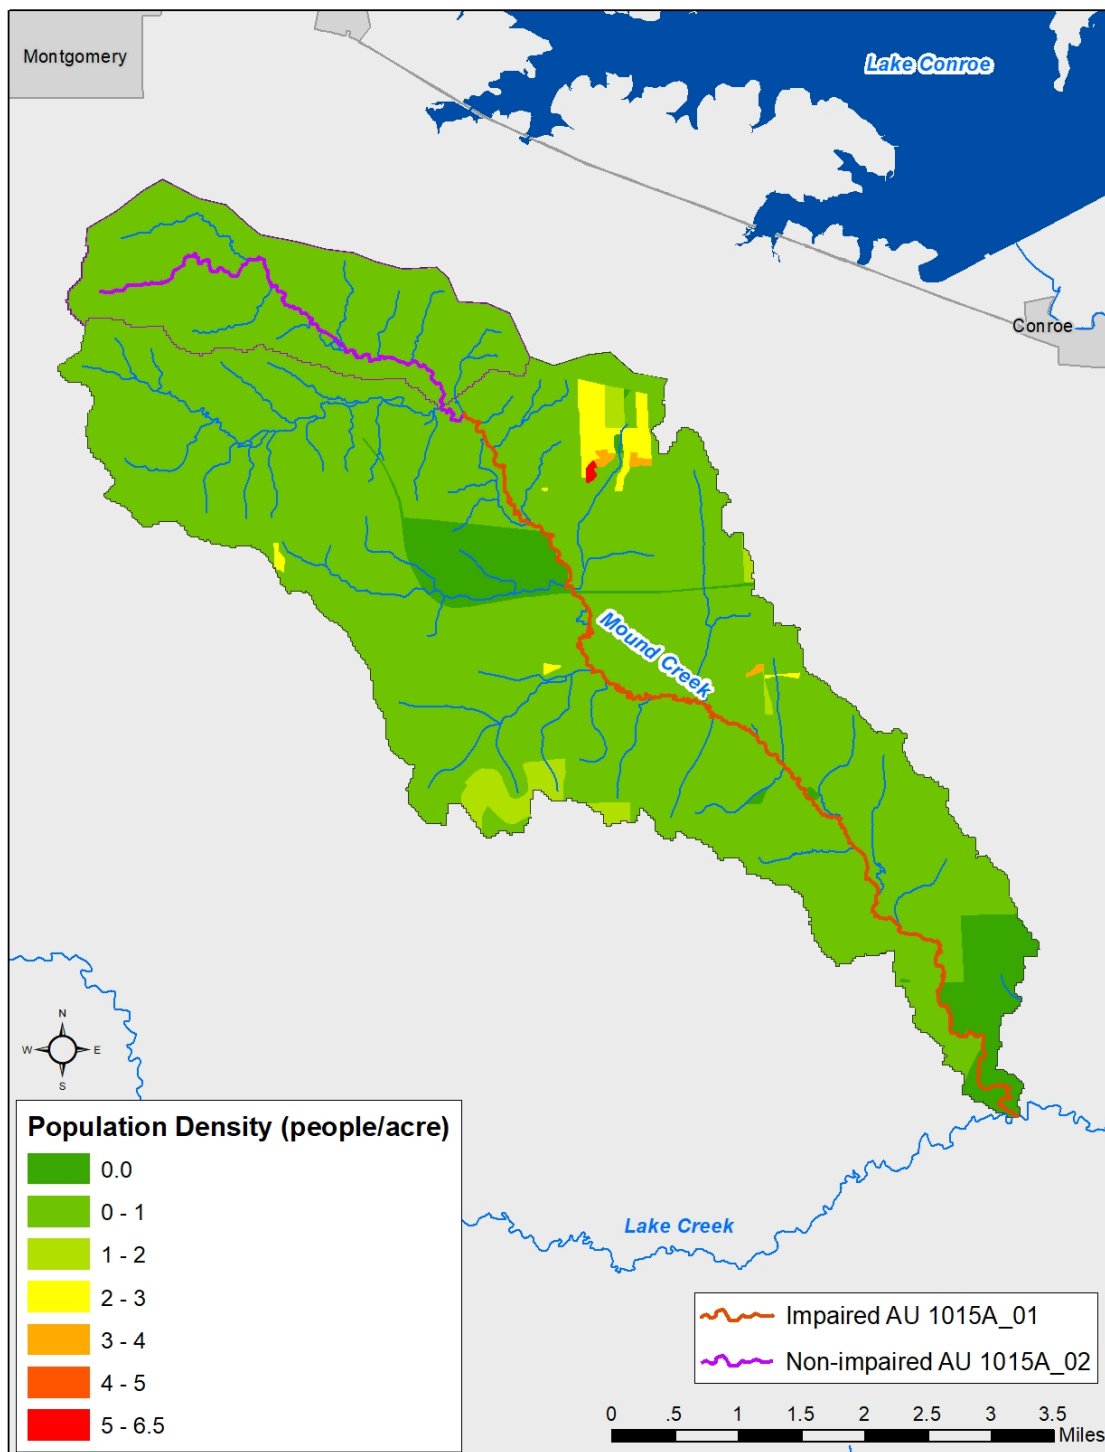 Montgomery
Lake Conroe
Conroe
Mound Creek
N
W E
S
Population Density (people/acre)
0.0
0 - 1
1 - 2
2 - 3
3 - 4
4 - 5
5 - 6.5
Lake Creek
Impaired AU 1015A_01
Non-impaired AU 1015A_02
0 .5 1 1.5 2 2.5 3 3.5
Miles